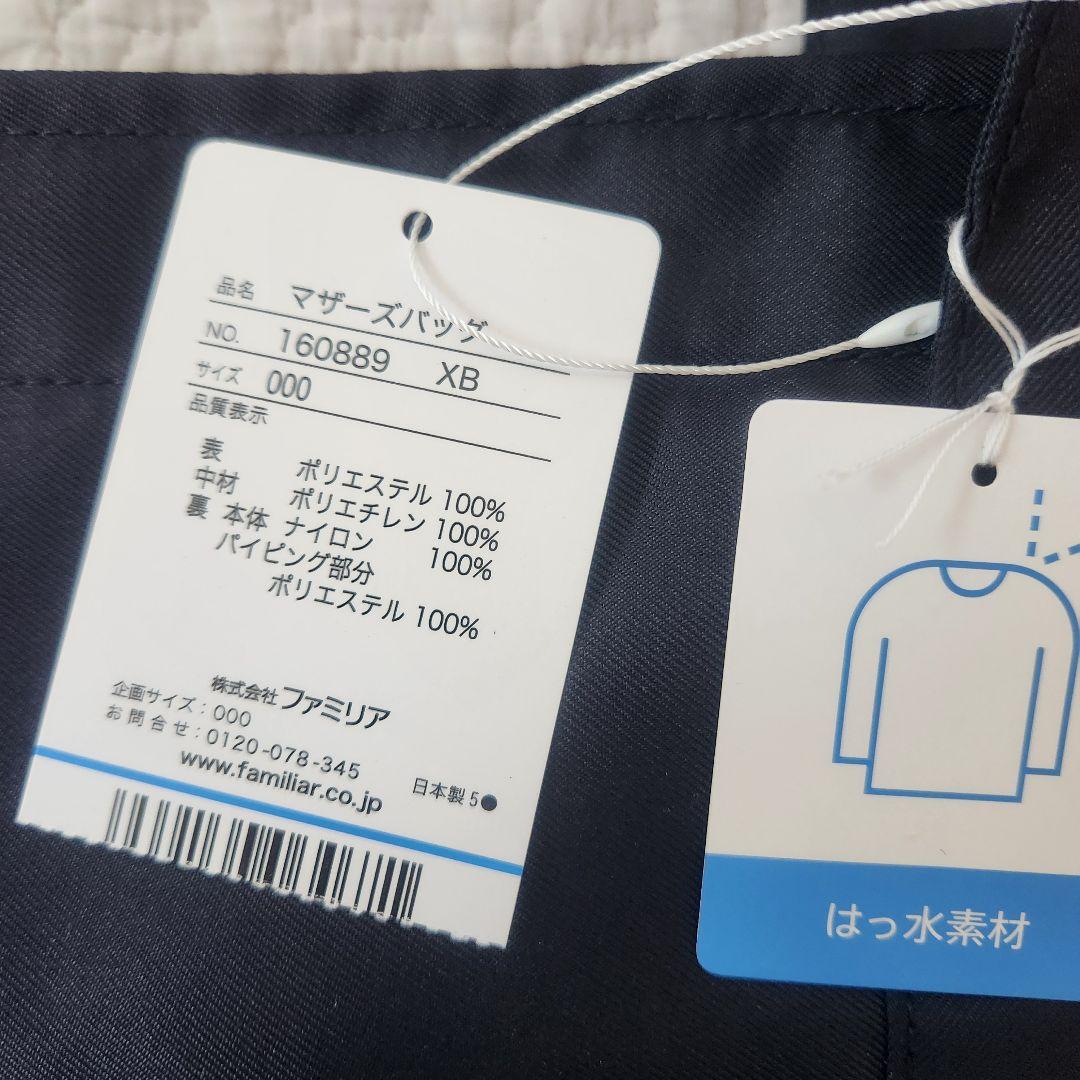 品名 マザーズバッグ
NO. 160889 XB
サイズ 000
品質表示
表 ポリエステル 100%
中材 ポリエチレン 100%
裏 本体 ナイロン 100%
パイピング部分
ポリエステル 100%
株式会社ファミリア
企画サイズ：000
お問合せ：0120-078-345
www.familiar.co.jp
日本製 5●
はっ水素材